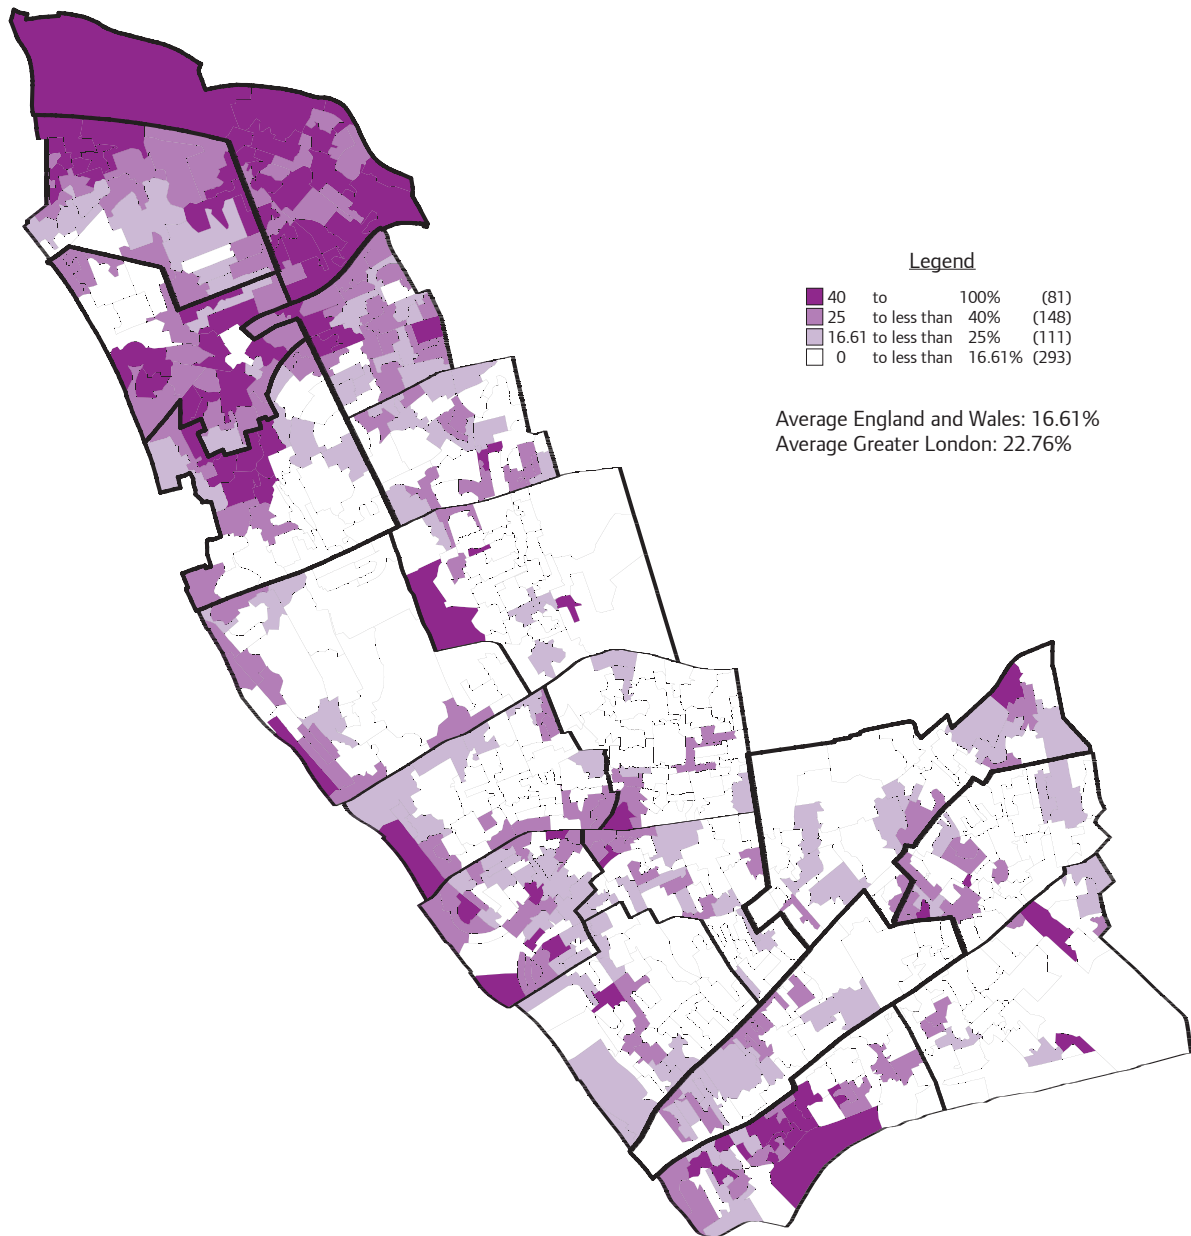 Legend
40 to 100% (81)
25 to less than 40% (148)
16.61 to less than 25% (111)
0 to less than 16.61% (293)
Average England and Wales: 16.61%
Average Greater London: 22.76%